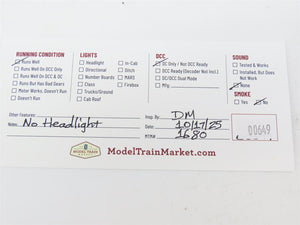 RUNNING CONDITION LIGHTS DCC SOUND
Runs Well Headlight In-Cab DC Only / Not DCC Ready Tested & Works
Runs Well On DCC Only Directional Ditch DCC Ready (Decoder Not Incl.) Installed, But Does
Runs Well On DCC & DC Number Boards MARS DC/DCC Dual Mode Not Work
Runs But Has Bad Gears Class Firebox Mfg. None
Motor Works. Doesn't Run Trucks/Ground SMOKE
Doesn't Run Cab Roof Yes No
Other Features: Insp. By: DM
Notes: No Headlight Date: 10/17/25
MTM#: 1680
00649
MODEL TRAIN
MARKET
ModelTrainMarket.com